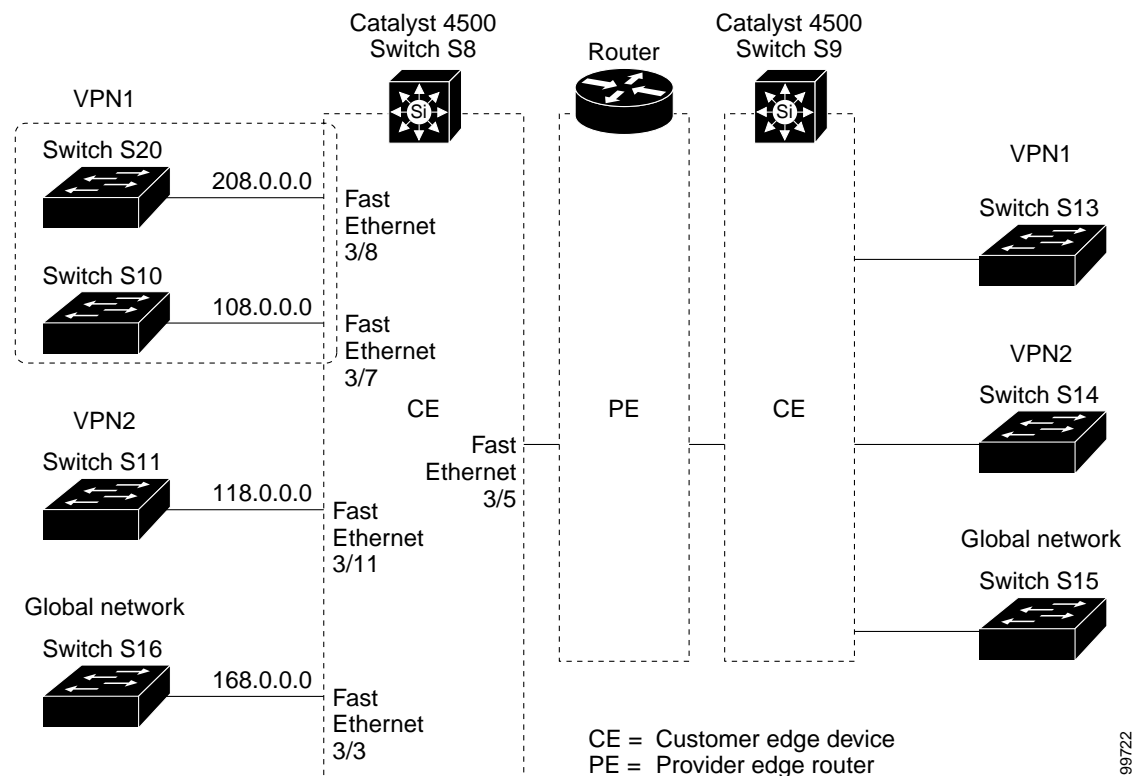 Catalyst 4500
Switch S8
Router
Catalyst 4500
Switch S9
Si
Si
VPN1
Switch S20
208.0.0.0
Fast
Ethernet
3/8
Switch S10
108.0.0.0
Fast
Ethernet
3/7
VPN2
Switch S11
118.0.0.0
Fast
Ethernet
3/11
Global network
Switch S16
168.0.0.0
Fast
Ethernet
3/3
CE
Fast
Ethernet
3/5
PE
CE
VPN1
Switch S13
VPN2
Switch S14
Global network
Switch S15
CE = Customer edge device
PE = Provider edge router
99722